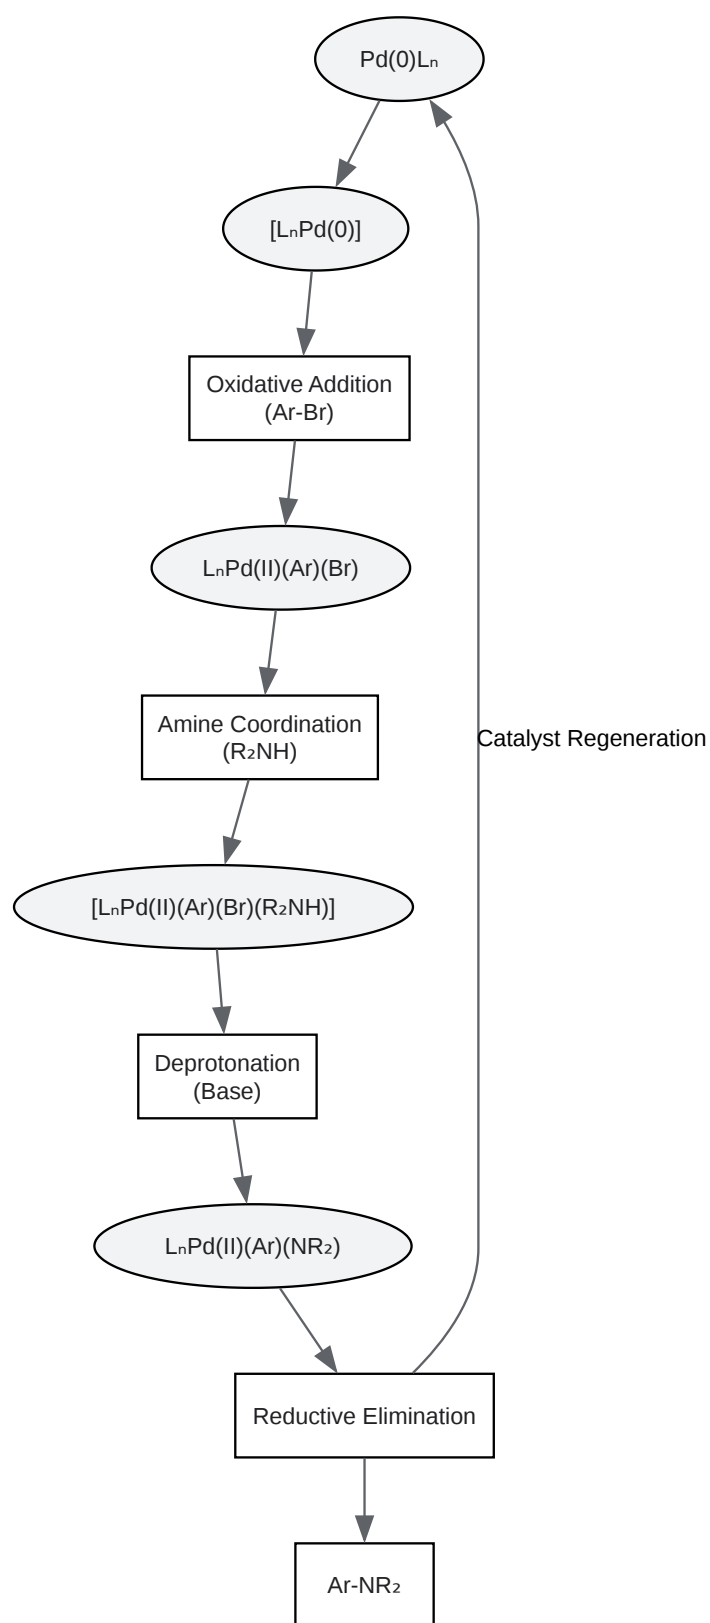 Pd(0)Lₙ
[LₙPd(0)]
Oxidative Addition
(Ar-Br)
LₙPd(II)(Ar)(Br)
Amine Coordination
(R₂NH)
Catalyst Regeneration
[LₙPd(II)(Ar)(Br)(R₂NH)]
Deprotonation
(Base)
LₙPd(II)(Ar)(NR₂)
Reductive Elimination
Ar-NR₂